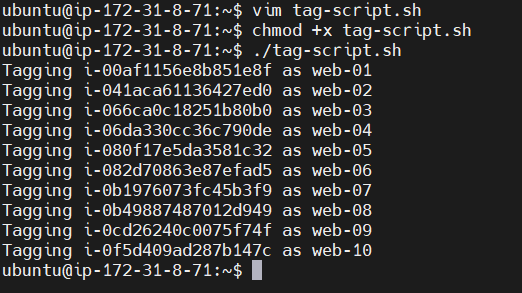 ubuntu@ip-172-31-8-71:~$ vim tag-script.sh
ubuntu@ip-172-31-8-71:~$ chmod +x tag-script.sh
ubuntu@ip-172-31-8-71:~$ ./tag-script.sh
Tagging i-00af1156e8b851e8f as web-01
Tagging i-041aca61136427ed0 as web-02
Tagging i-066ca0c18251b80b0 as web-03
Tagging i-06da330cc36c790de as web-04
Tagging i-080f17e5da3581c32 as web-05
Tagging i-082d70863e87efad5 as web-06
Tagging i-0b1976073fc45b3f9 as web-07
Tagging i-0b49887487012d949 as web-08
Tagging i-0cd26240c0075f74f as web-09
Tagging i-0f5d409ad287b147c as web-10
ubuntu@ip-172-31-8-71:~$